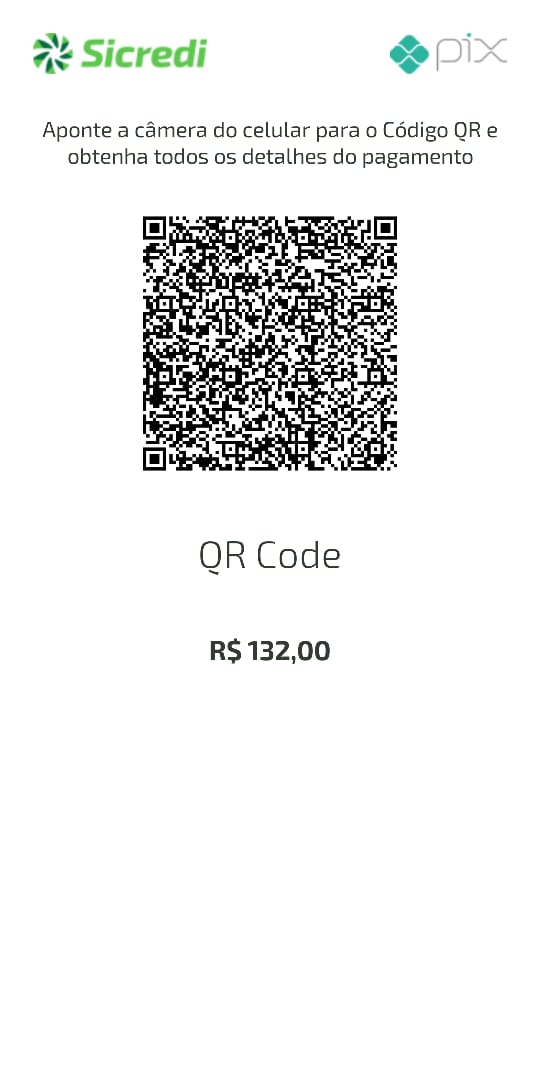 Sicredi
pix
Aponte a câmera do celular para o Código QR e
obtenha todos os detalhes do pagamento
QR Code
R$ 132,00